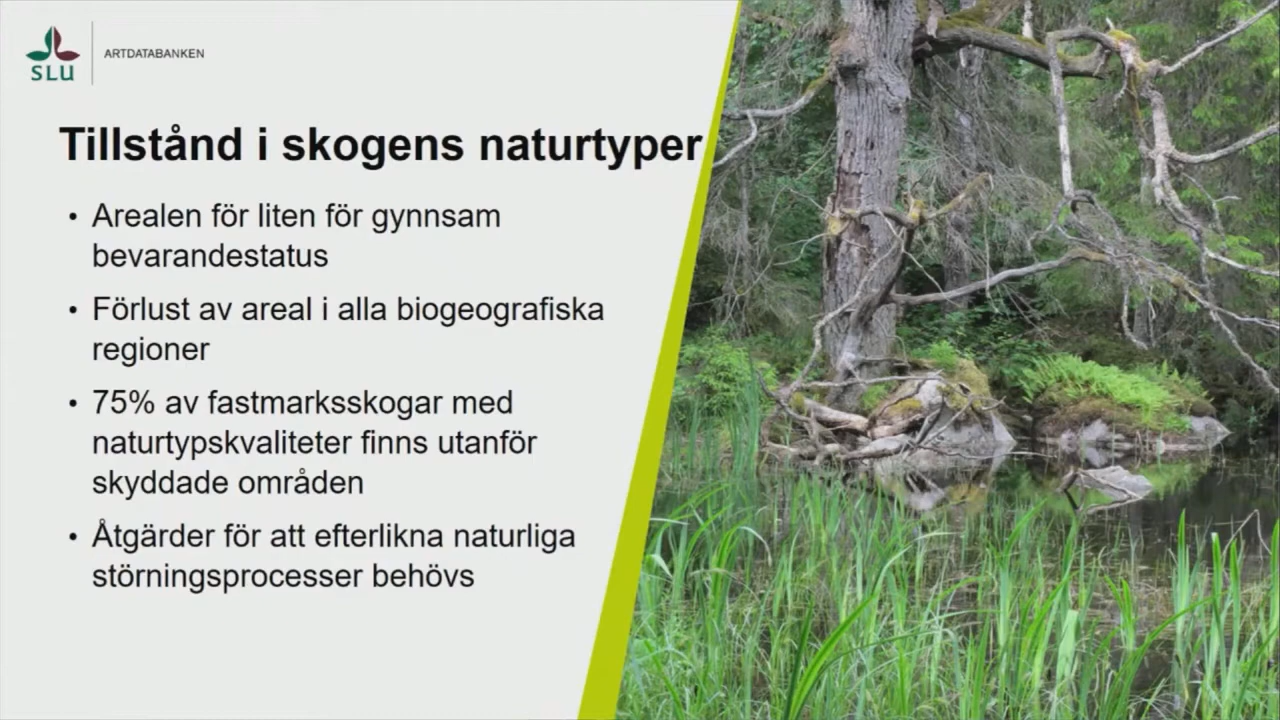 SLU
ARTDATABANKEN
Tillstånd i skogens naturtyper
• Arealen för liten för gynnsam
bevarandestatus
• Förlust av areal i alla biogeografiska
regioner
• 75% av fastmarksskogar med
naturtypskvaliteter finns utanför
skyddade områden
• Åtgärder för att efterlikna naturliga
störningsprocesser behövs